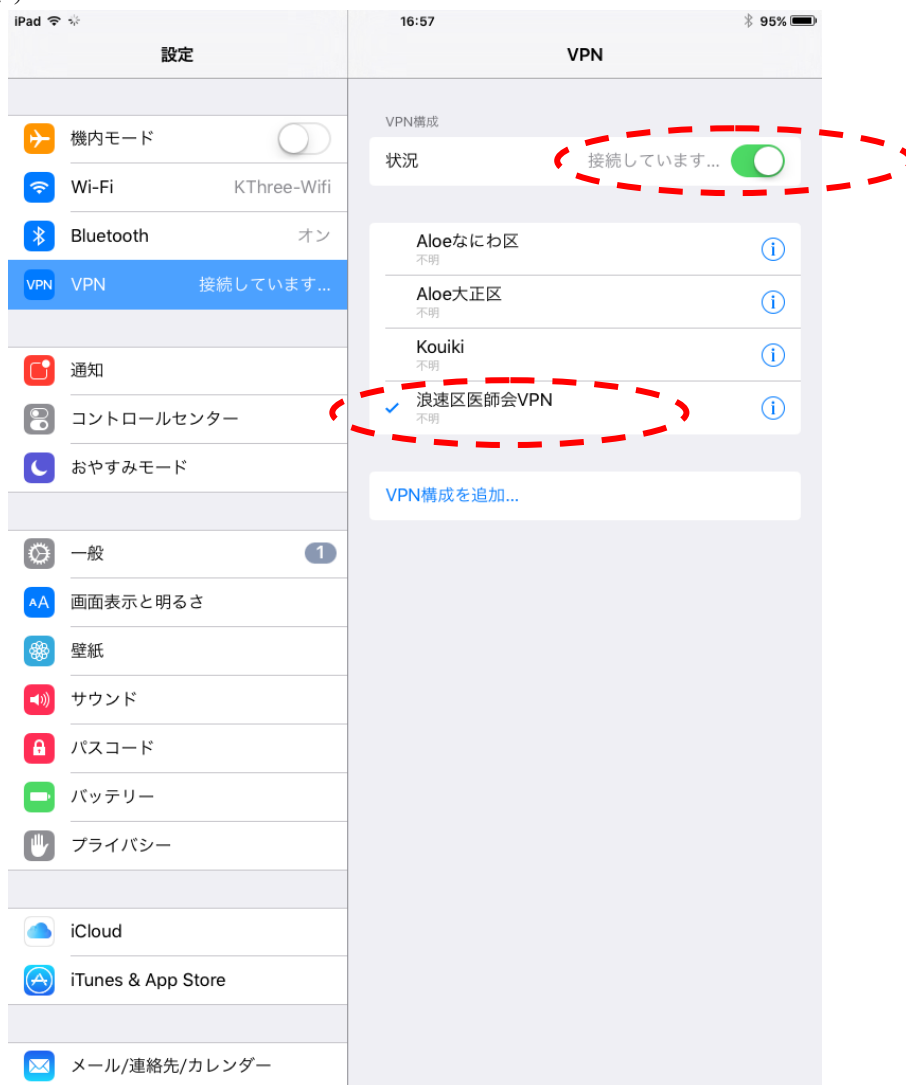 iPad
16:57
95%
設定
VPN
機内モード
Wi-Fi KThree-Wifi
Bluetooth オン
VPN VPN 接続しています...
通知
コントロールセンター
おやすみモード
一般 1
AA 画面表示と明るさ
壁紙
サウンド
パスコード
バッテリー
プライバシー
iCloud
iTunes & App Store
メール/連絡先/カレンダー
VPN構成
状況 接続しています...
Aloeなにわ区
不明
Aloe大正区
不明
Kouiki
不明
浪速区医師会VPN
不明
VPN構成を追加...